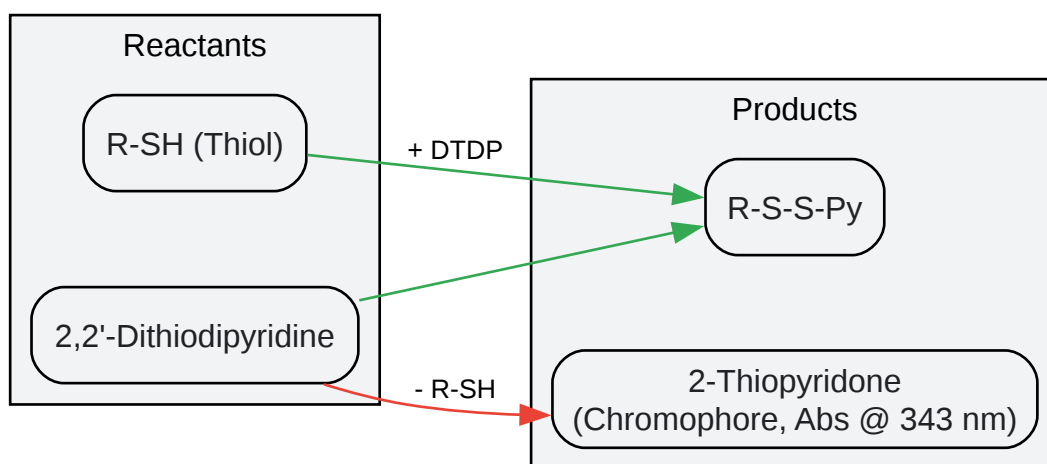 Reactants
R-SH (Thiol)
2,2'-Dithiodipyridine
+ DTDP
- R-SH
Products
R-S-S-Py
2-Thiopyridone
(Chromophore, Abs @ 343 nm)